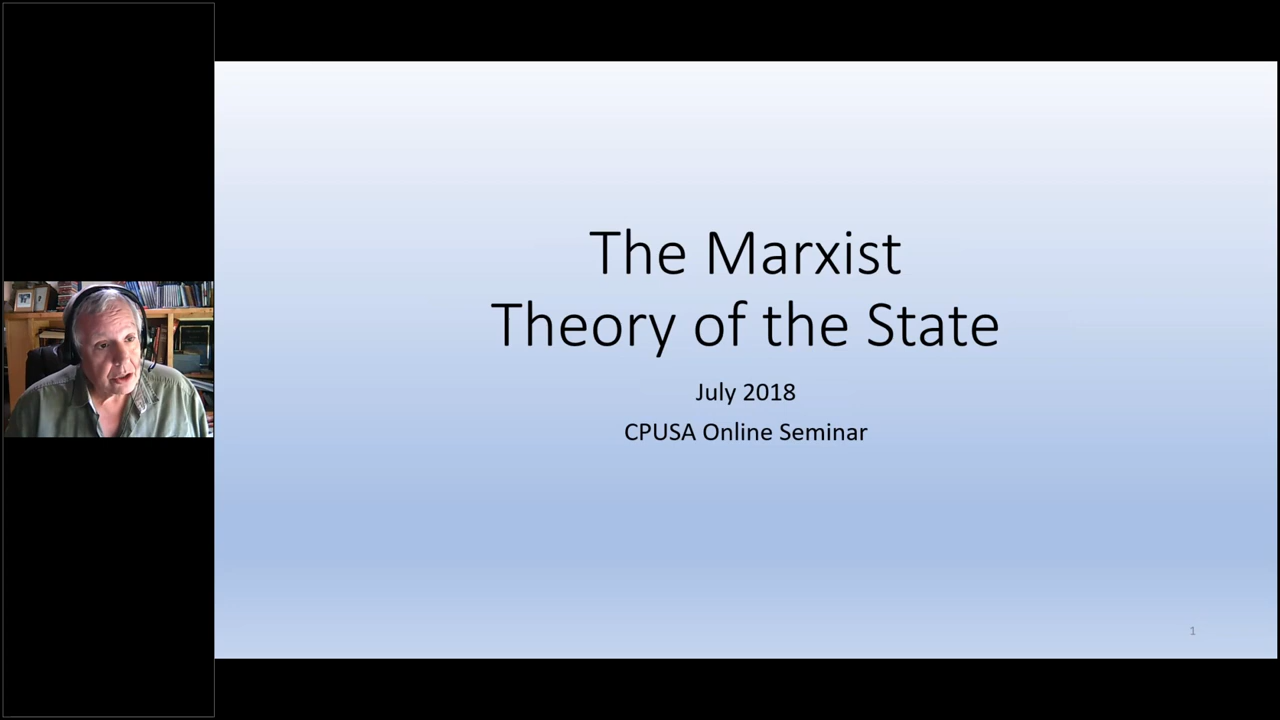 The Marxist
Theory of the State
July 2018
CPUSA Online Seminar
1